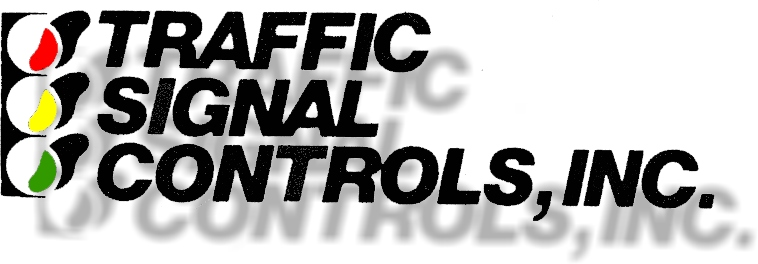 TRAFFIC
SIGNAL
CONTROLS, INC.